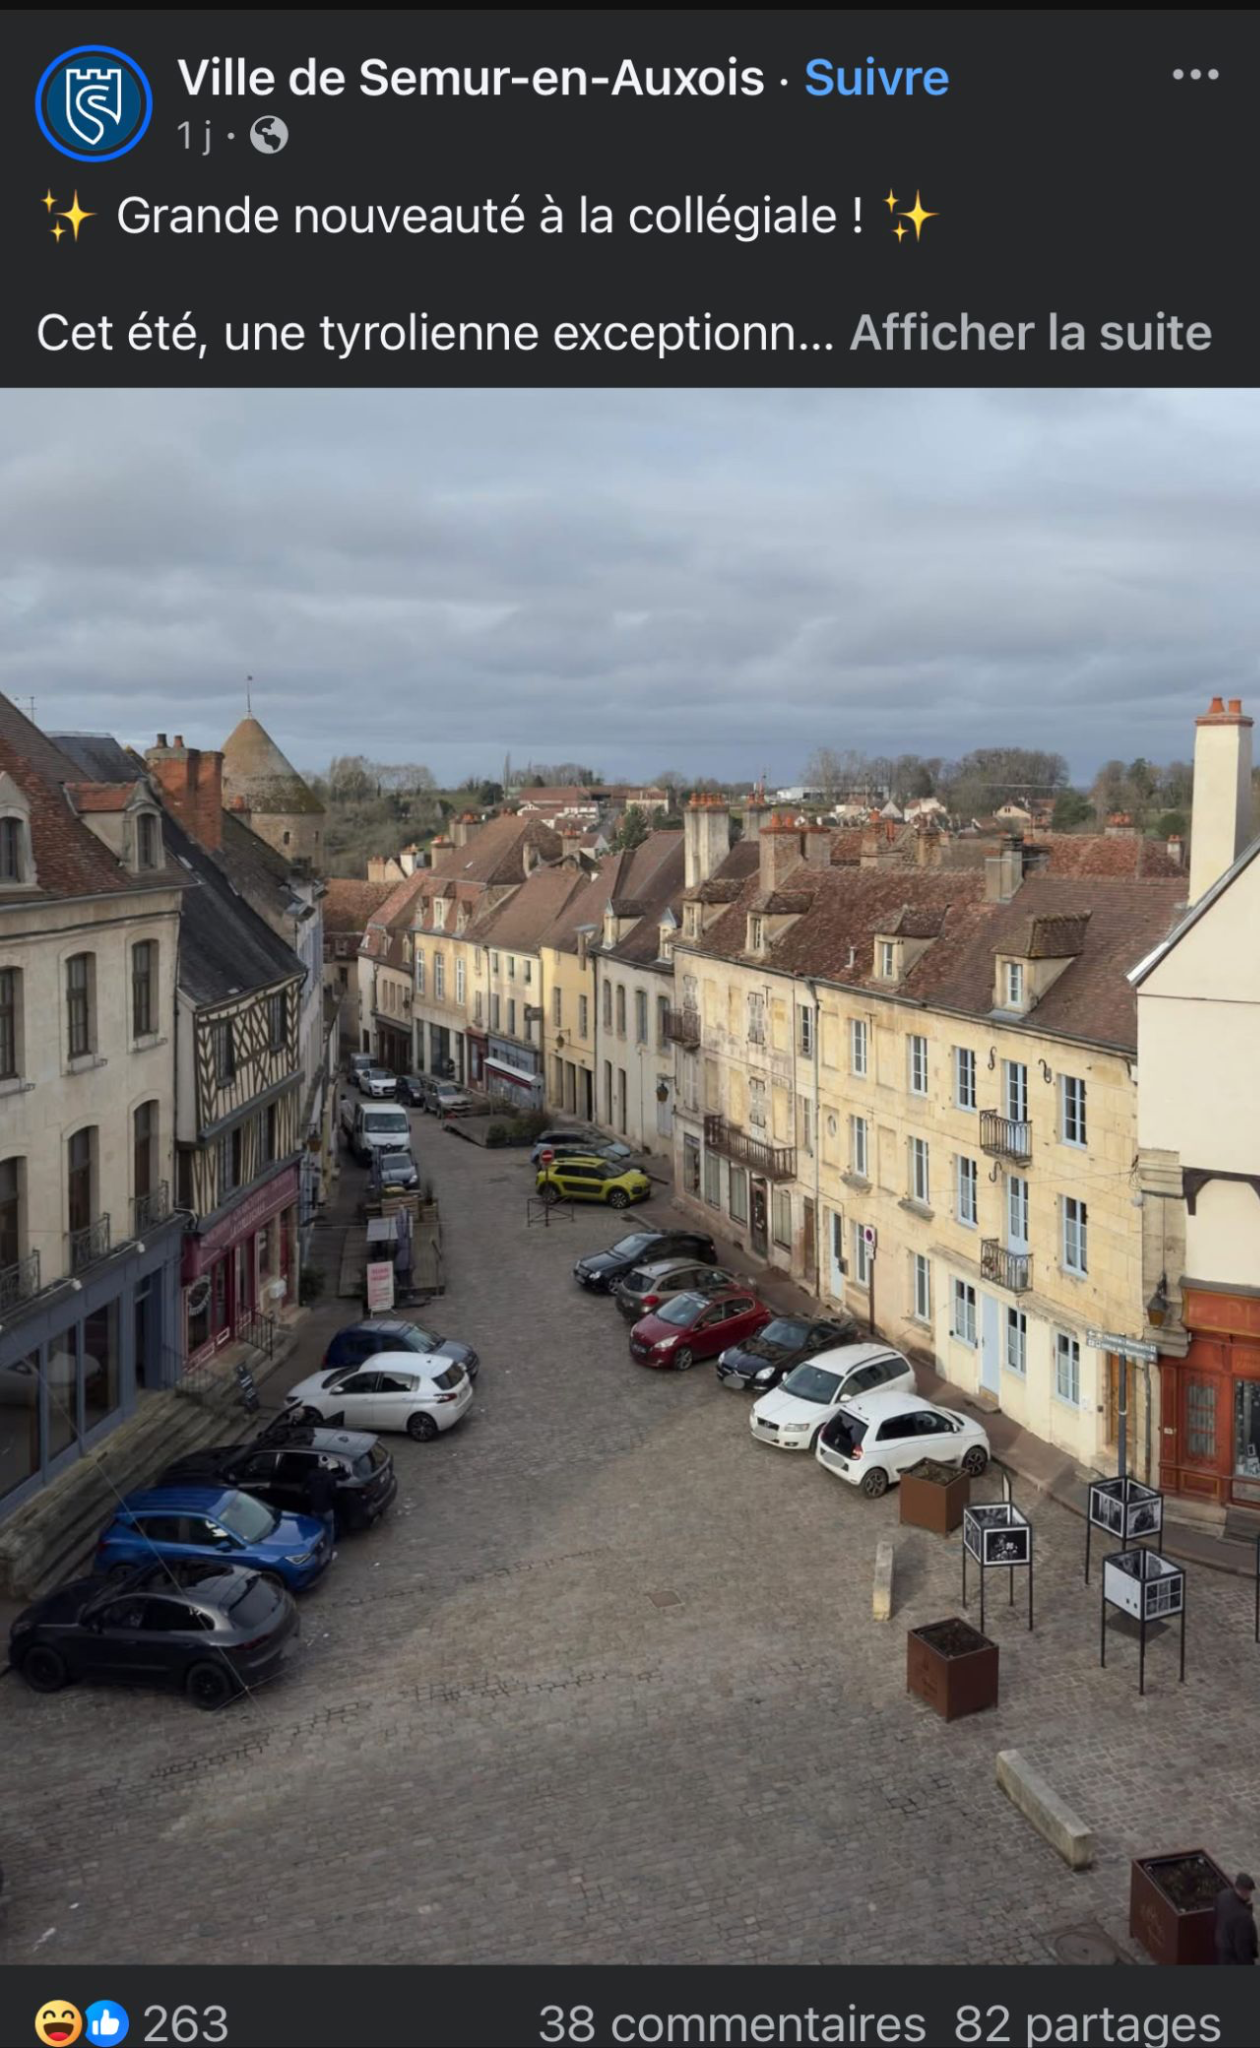 Ville de Semur-en-Auxois · Suivre
1 j ·
✨ Grande nouveauté à la collégiale ! ✨
Cet été, une tyrolienne exceptionn... Afficher la suite
263
38 commentaires 82 partages